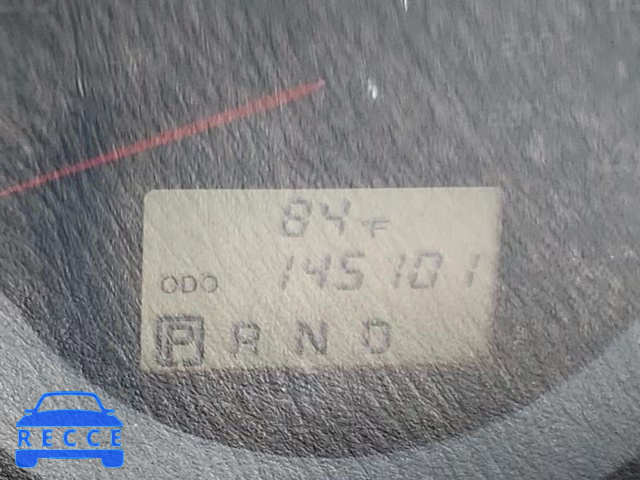 84°F
ODO 145101
P R N D
RECCE